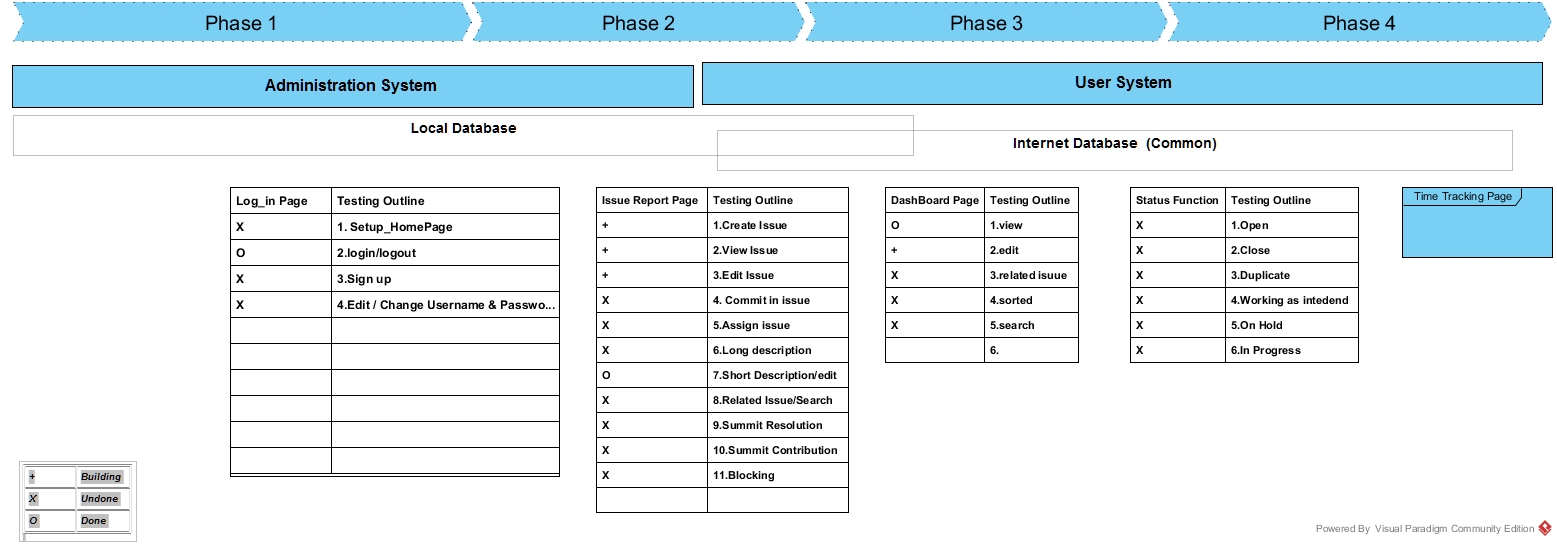 Phase 1
Phase 2
Phase 3
Phase 4
Administration System
User System
Local Database
Internet Database (Common)
Log_in Page Testing Outline
X 1. Setup_HomePage
O 2.login/logout
X 3.Sign up
X 4.Edit / Change Username & Passwo...
Issue Report Page Testing Outline
+ 1.Create Issue
+ 2.View Issue
+ 3.Edit Issue
X 4. Commit in issue
X 5.Assign issue
X 6.Long description
O 7.Short Description/edit
X 8.Related Issue/Search
X 9.Summit Resolution
X 10.Summit Contribution
X 11.Blocking
DashBoard Page Testing Outline
O 1.view
+ 2.edit
X 3.related isuue
X 4.sorted
X 5.search
6.
Status Function Testing Outline
X 1.Open
X 2.Close
X 3.Duplicate
X 4.Working as intedend
X 5.On Hold
X 6.In Progress
Time Tracking Page
+ Building
X Undone
O Done
Powered By Visual Paradigm Community Edition